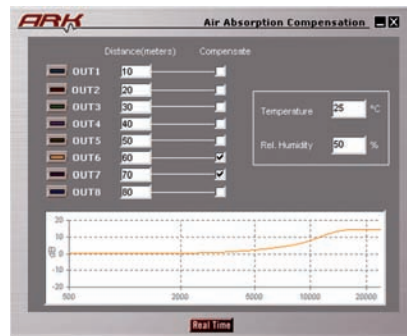 ARK Air Absorption Compensation
Distance(meters) Compensate
OUT1 10
OUT2 20
OUT3 30
OUT4 40
OUT5 50
OUT6 60
OUT7 70
OUT8 80
Temperature 25 °C
Rel. Humidity 50 %
20
10
0
-10
-20
dB
500 2000 5000 10000 20000
Real Time